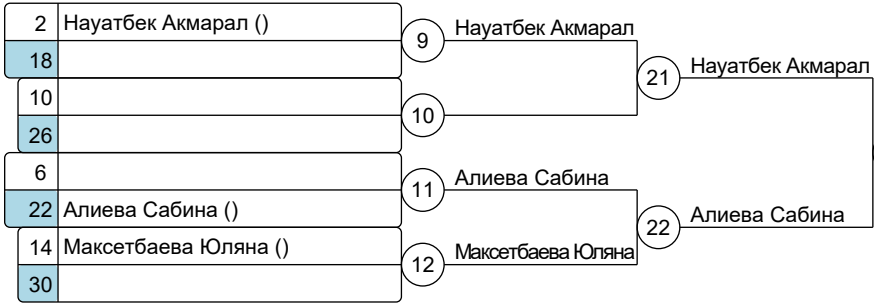 2 Науатбек Акмарал ()
18
9 Науатбек Акмарал
10
26
10
21 Науатбек Акмарал
6
22 Алиева Сабина ()
11 Алиева Сабина
14 Максетбаева Юляна ()
30
12 Максетбаева Юляна
22 Алиева Сабина